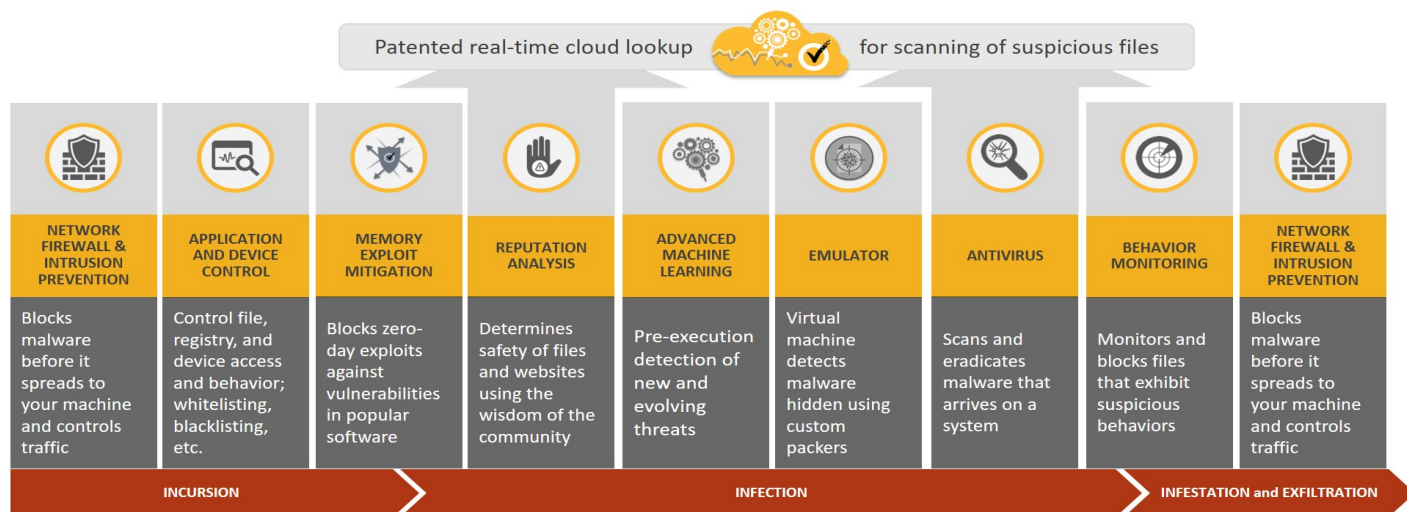 Patented real-time cloud lookup for scanning of suspicious files
NETWORK
FIREWALL &
INTRUSION
PREVENTION
Blocks
malware
before it
spreads to
your machine
and controls
traffic
APPLICATION
AND DEVICE
CONTROL
Control file,
registry, and
device access
and behavior;
whitelisting,
blacklisting,
etc.
MEMORY
EXPLOIT
MITIGATION
Blocks zero-
day exploits
against
vulnerabilities
in popular
software
REPUTATION
ANALYSIS
Determines
safety of files
and websites
using the
wisdom of the
community
ADVANCED
MACHINE
LEARNING
Pre-execution
detection of
new and
evolving
threats
EMULATOR
Virtual
machine
detects
malware
hidden using
custom
packers
ANTIVIRUS
Scans and
eradicates
malware that
arrives on a
system
BEHAVIOR
MONITORING
Monitors and
blocks files
that exhibit
suspicious
behaviors
NETWORK
FIREWALL &
INTRUSION
PREVENTION
Blocks
malware
before it
spreads to
your machine
and controls
traffic
INCURSION
INFECTION
INFESTATION and EXFILTRATION